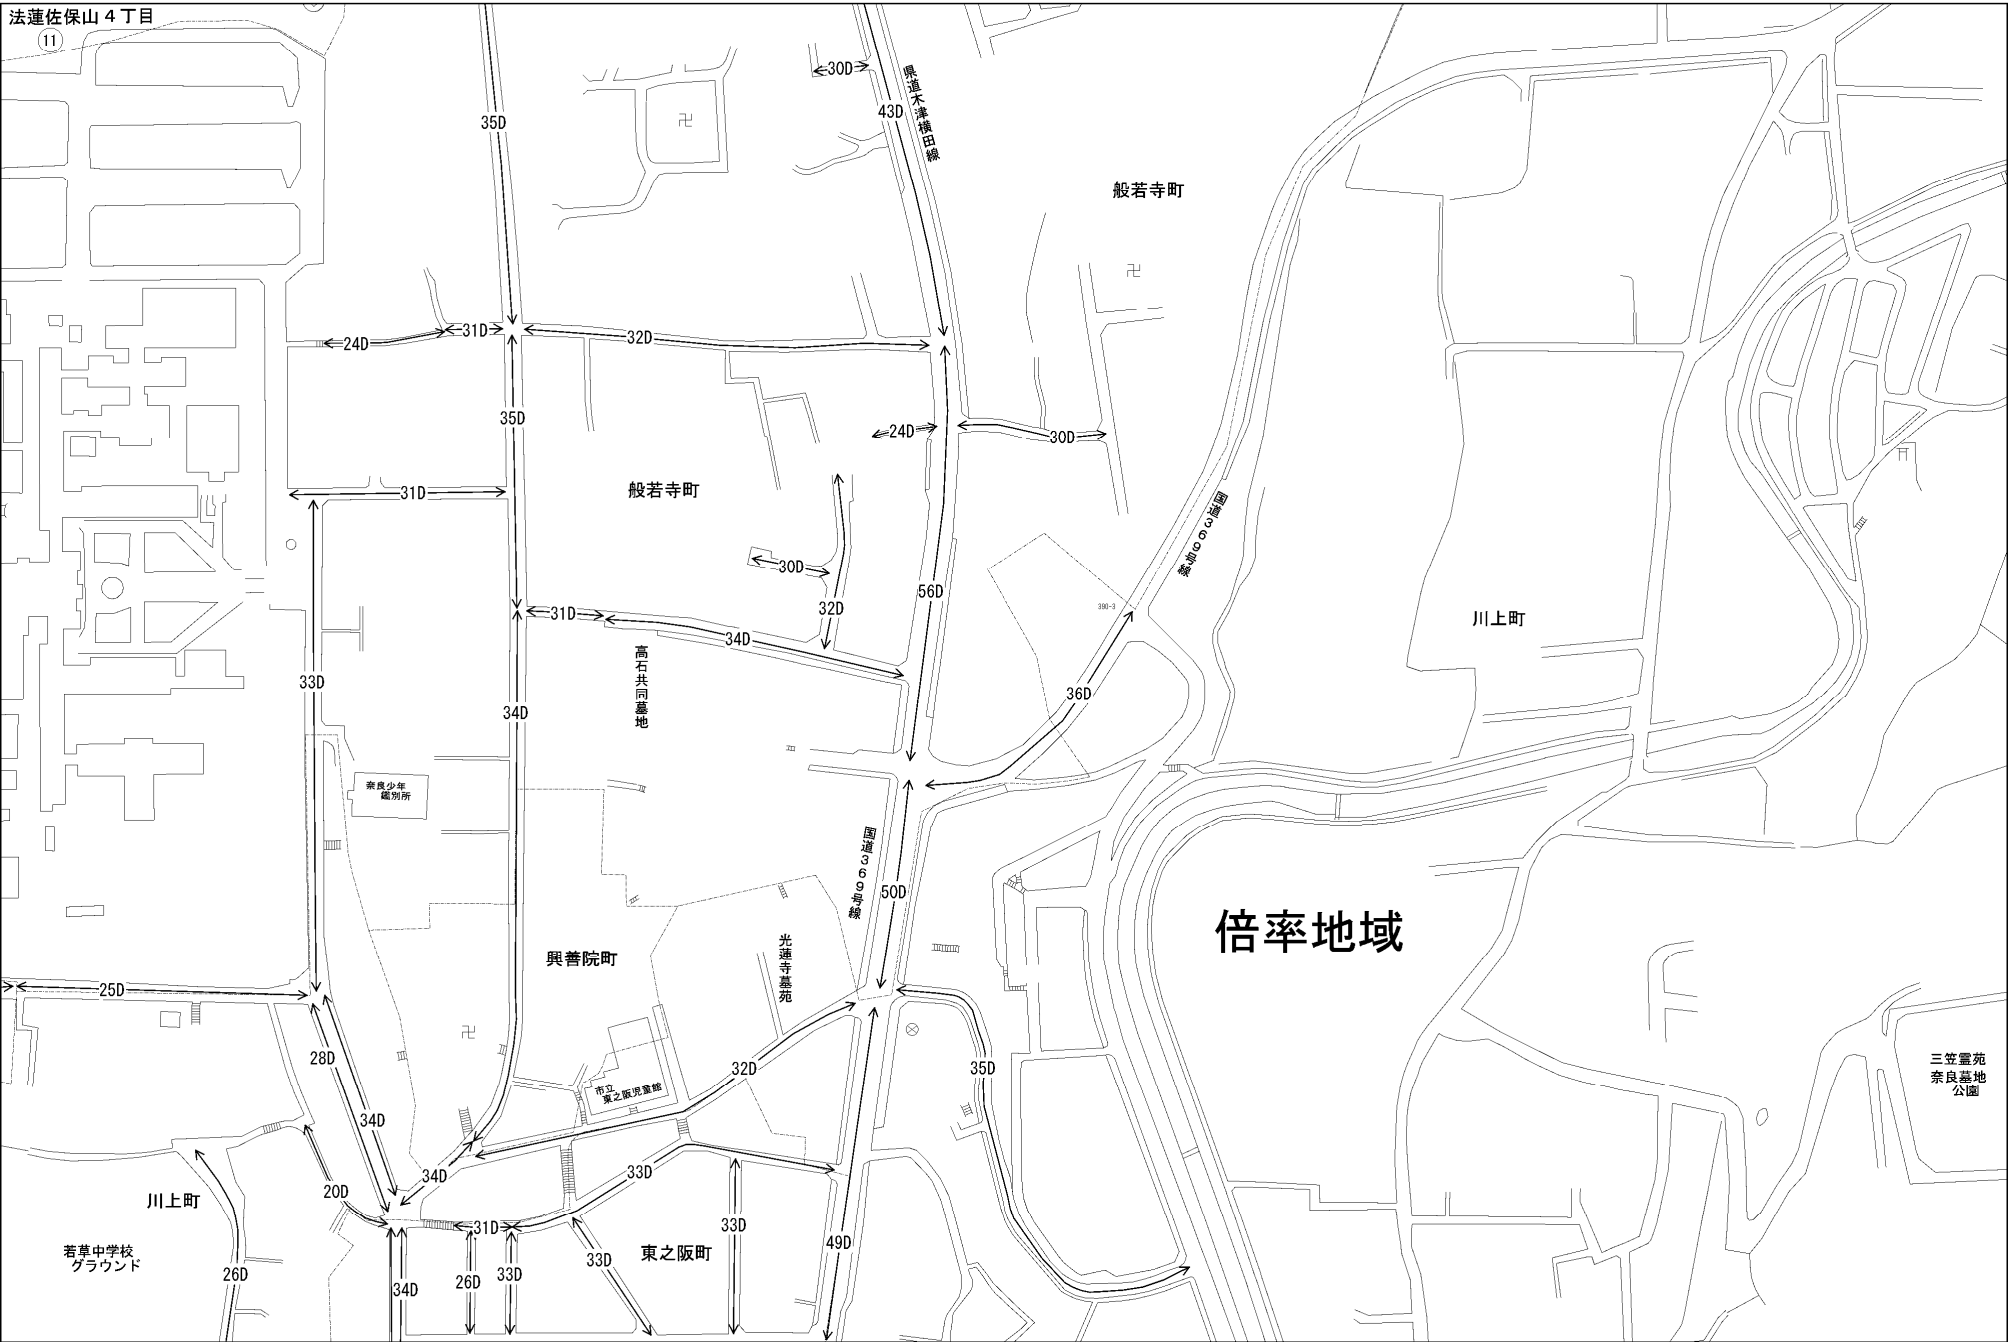 法蓮佐保山4丁目
11
35D
30D
43D
県道木津横田線
般若寺町
24D
31D
32D
35D
24D
30D
31D
般若寺町
国道369号線
30D
32D
56D
390-3
31D
34D
川上町
33D
高石共同墓地
36D
34D
奈良少年
鑑別所
国道369号線
50D
倍率地域
興善院町
光蓮寺墓苑
25D
28D
32D
35D
三笠霊苑
奈良墓地
公園
市立
東之阪児童館
34D
34D
33D
20D
川上町
31D
33D
東之阪町
49D
若草中学校
グラウンド
26D
34D
26D
33D
33D